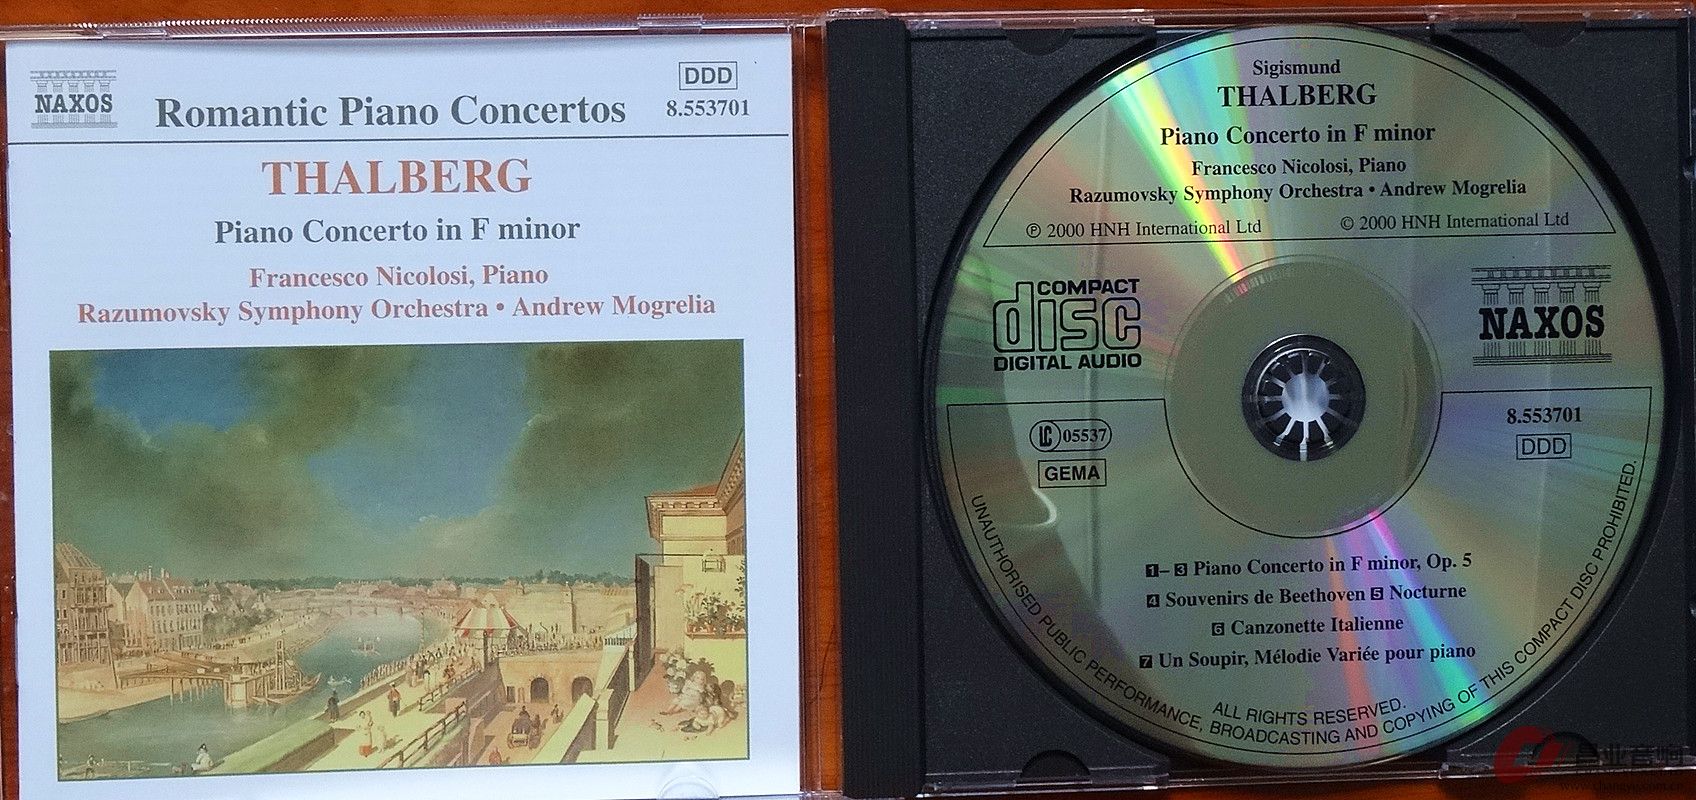 NAXOS
Romantic Piano Concertos
DDD
8.553701
THALBERG
Piano Concerto in F minor
Francesco Nicolosi, Piano
Razumovsky Symphony Orchestra • Andrew Mogrelia
Sigismund
THALBERG
Piano Concerto in F minor
Francesco Nicolosi, Piano
Razumovsky Symphony Orchestra • Andrew Mogrelia
℗ 2000 HNH International Ltd
© 2000 HNH International Ltd
COMPACT
disc
DIGITAL AUDIO
NAXOS
LC 05537
GEMA
8.553701
DDD
1–3 Piano Concerto in F minor, Op. 5
4 Souvenirs de Beethoven 5 Nocturne
6 Canzonette Italienne
7 Un Soupir, Mélodie Variée pour piano
ALL RIGHTS RESERVED.
UNAUTHORISED PUBLIC PERFORMANCE, BROADCASTING AND COPYING OF THIS COMPACT DISC PROHIBITED.